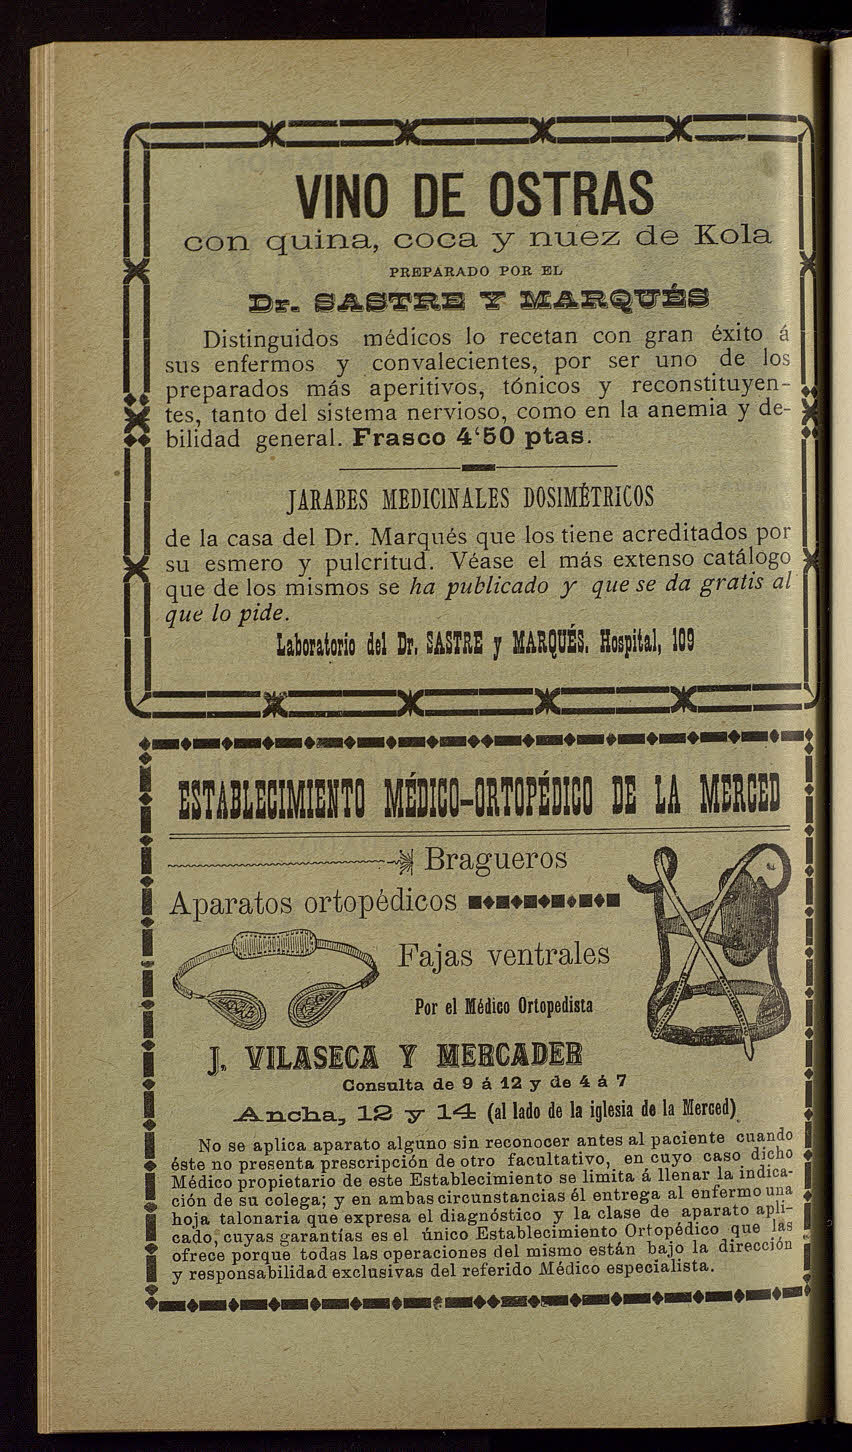 VINO DE OSTRAS
con quina, coca y nuez de Kola
PREPARADO POR EL
Dr. SASTRE Y MARQUÉS
Distinguidos médicos lo recetan con gran éxito á
sus enfermos y convalecientes, por ser uno de los
preparados más aperitivos, tónicos y reconstituyen-
tes, tanto del sistema nervioso, como en la anemia y de-
bilidad general. Frasco 4‘50 ptas.
JARABES MEDICINALES DOSIMÉTRICOS
de la casa del Dr. Marqués que los tiene acreditados por
su esmero y pulcritud. Véase el más extenso catálogo
que de los mismos se ha publicado y que se da gratis al
que lo pide.
Laboratorio del Dr. SASTRE y MARQUÉS. Hospital, 109
ESTABLECIMIENTO MÉDICO-ORTOPÉDICO DE LA MERCED
Bragueros
Aparatos ortopédicos
Fajas ventrales
Por el Médico Ortopedista
J. VILASECA Y MERCADER
Consulta de 9 á 12 y de 4 á 7
Ancha, 12 y 14 (al lado de la iglesia de la Merced)
No se aplica aparato alguno sin reconocer antes al paciente cuando
éste no presenta prescripción de otro facultativo, en cuyo caso dicho
Médico propietario de este Establecimiento se limita á llenar la indica-
ción de su colega; y en ambas circunstancias él entrega al enfermo una
hoja talonaria que expresa el diagnóstico y la clase de aparato apli-
cado, cuyas garantías es el único Establecimiento Ortopédico que las
ofrece porque todas las operaciones del mismo están bajo la dirección
y responsabilidad exclusivas del referido Médico especialista.